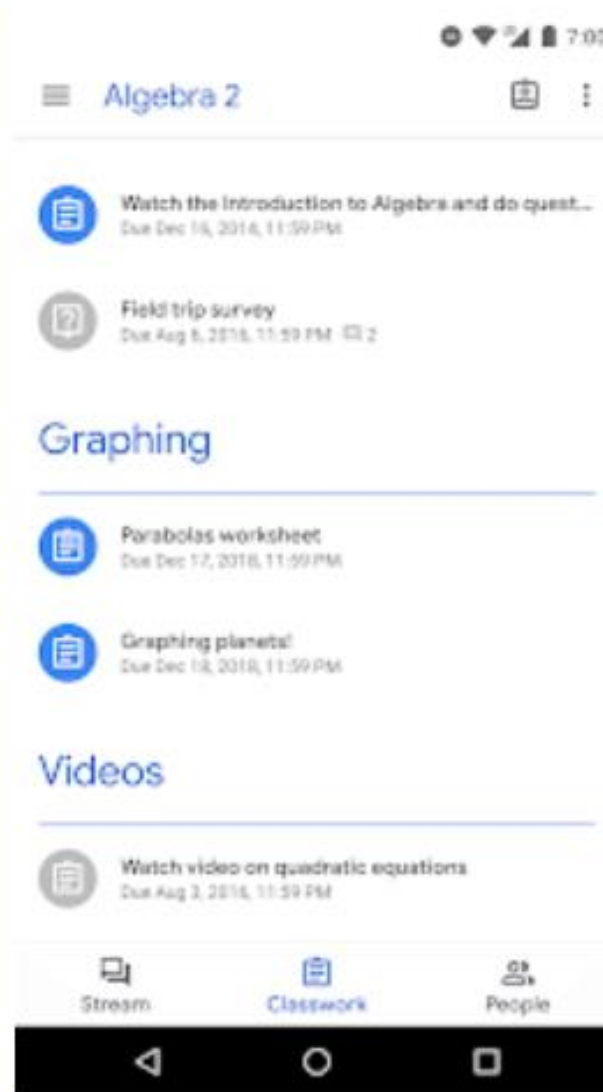 7:00
Algebra 2
Watch the Introduction to Algebra and do quest...
Due Dec 16, 2018, 11:59 PM
Field trip survey
Due Aug 6, 2018, 11:59 PM 2
Graphing
Parabolas worksheet
Due Dec 17, 2018, 11:59 PM
Graphing planets!
Due Dec 18, 2018, 11:59 PM
Videos
Watch video on quadratic equations
Due Aug 3, 2018, 11:59 PM
Stream
Classwork
People